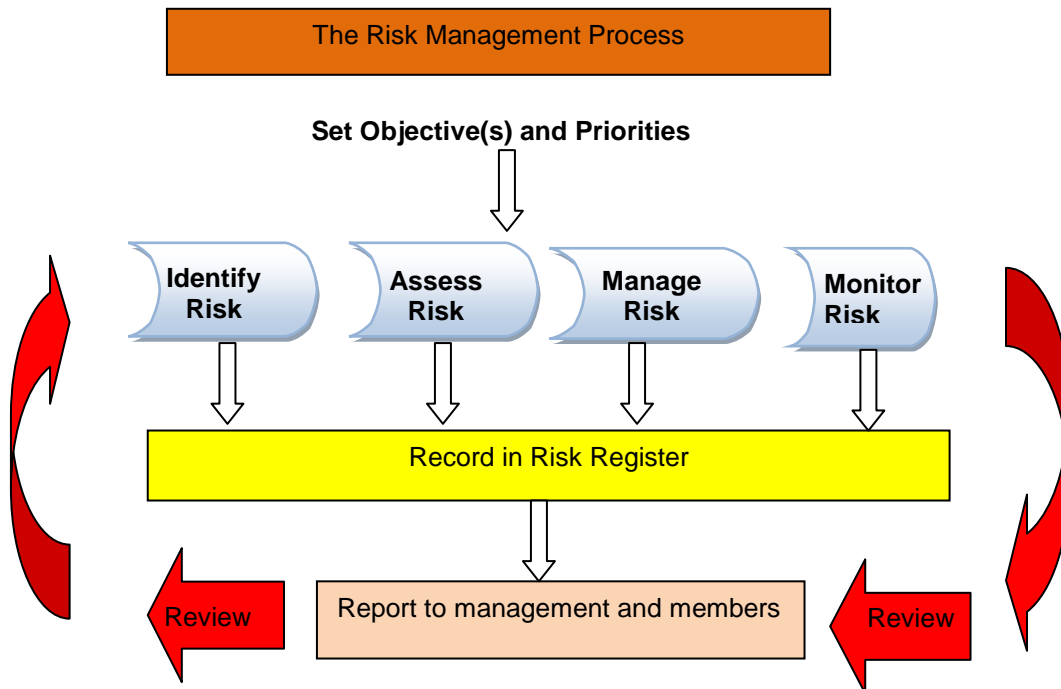 The Risk Management Process
Set Objective(s) and Priorities
Identify
Risk
Assess
Risk
Manage
Risk
Monitor
Risk
Record in Risk Register
Report to management and members
Review
Review